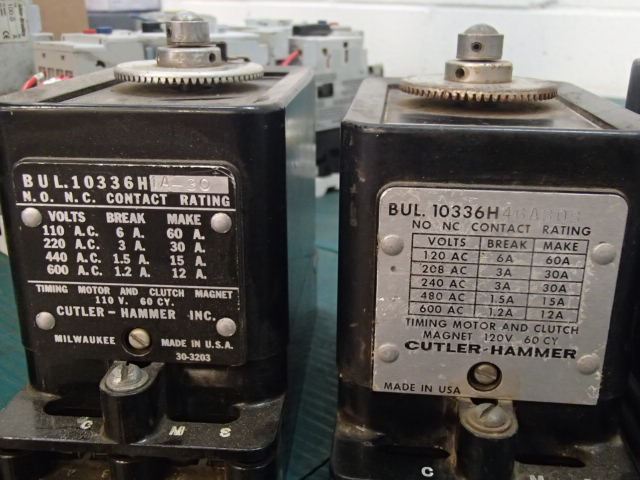 BUL.10336H 1A-30
N.O. N.C. CONTACT RATING
VOLTS BREAK MAKE
110 A.C. 6 A. 60 A.
220 A.C. 3 A. 30 A.
440 A.C. 1.5 A. 15 A.
600 A.C. 1.2 A. 12 A.
TIMING MOTOR AND CLUTCH MAGNET
110 V. 60 CY.
CUTLER-HAMMER INC.
MILWAUKEE MADE IN U.S.A.
30-3203
C M S
BUL. 10336H
NO NC CONTACT RATING
VOLTS BREAK MAKE
120 AC 6A 60A
208 AC 3A 30A
240 AC 3A 30A
480 AC 1.5A 15A
600 AC 1.2A 12A
TIMING MOTOR AND CLUTCH
MAGNET 120V 60 CY
CUTLER-HAMMER
MADE IN USA
C M